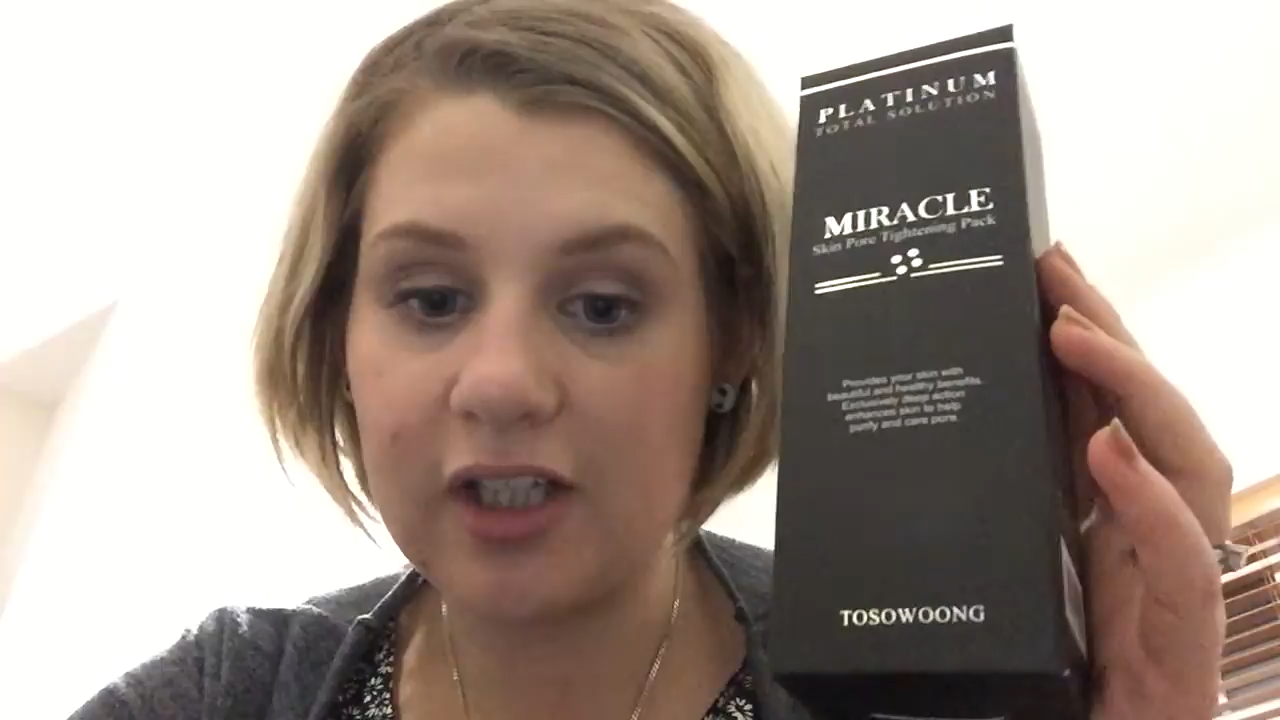 PLATINUM
TOTAL SOLUTION
MIRACLE
Skin Pore Tightening Pack
Provides your skin with
beautiful and healthy benefits.
Exclusively deep action
enhances skin to help
purify and care pore.
TOSOWOONG